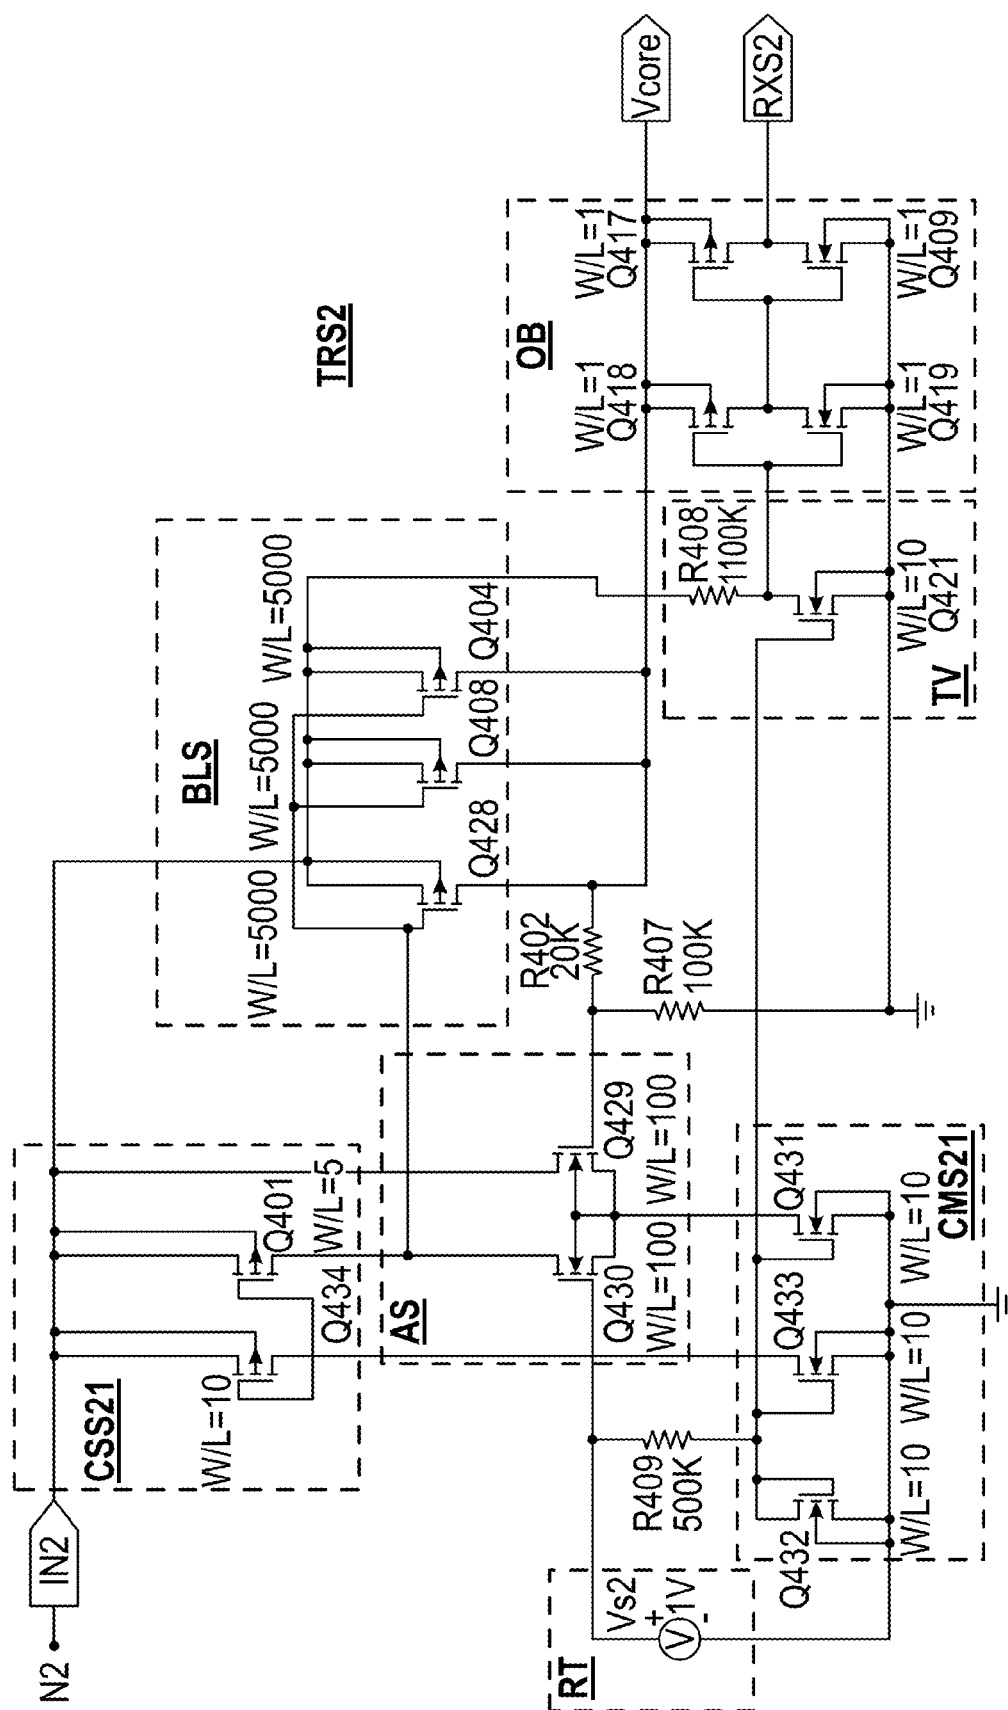 N2
IN2
CSS21
W/L=10
Q434
Q401
W/L=5
AS
Q430
W/L=100
Q429
W/L=100
BLS
W/L=5000
W/L=5000
W/L=5000
Q428
Q408
Q404
TRS2
R402
20K
R407
100K
R409
500K
RT
Vs2
+
V
1V
-
CMS21
Q432
W/L=10
Q433
W/L=10
Q431
W/L=10
TV
R408
1100K
W/L=10
Q421
OB
W/L=1
Q418
W/L=1
Q417
W/L=1
Q419
W/L=1
Q409
Vcore
RXS2